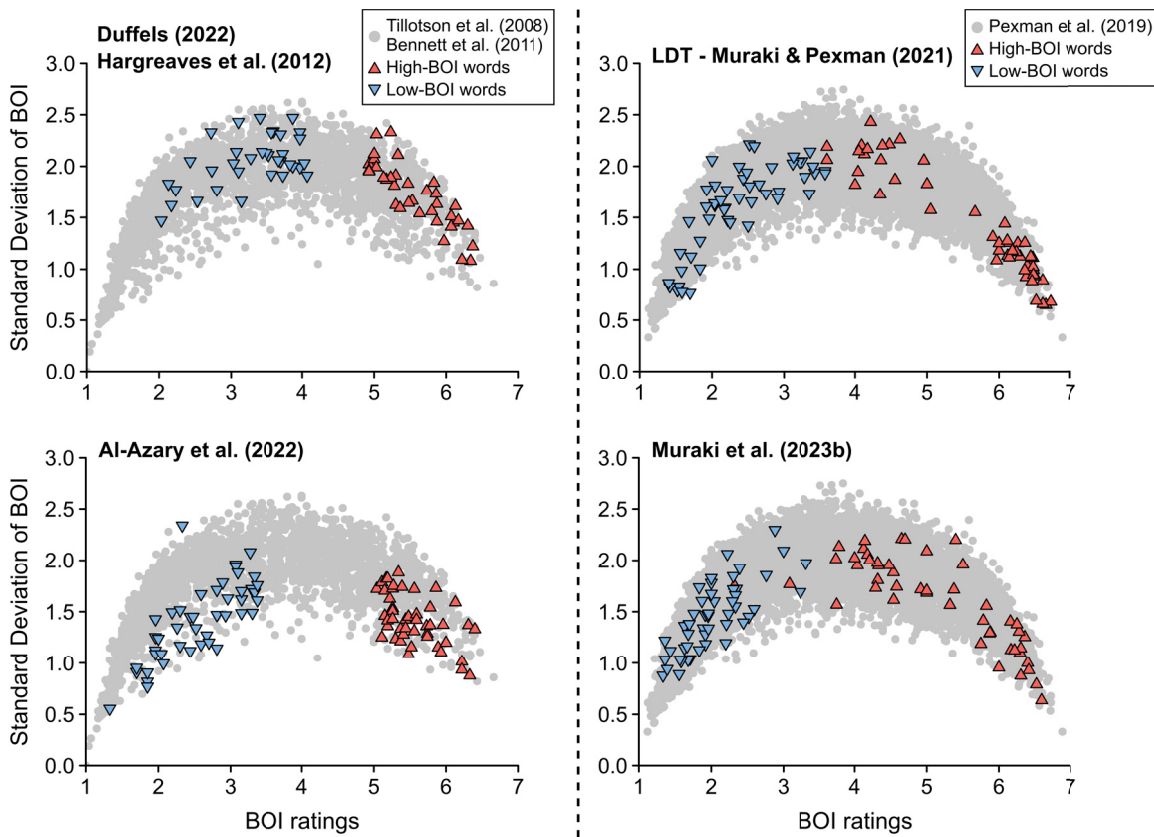 Duffels (2022)
Hargreaves et al. (2012)
Tillotson et al. (2008)
Bennett et al. (2011)
High-BOI words
Low-BOI words
Standard Deviation of BOI
3.0
2.5
2.0
1.5
1.0
0.5
0.0
1 2 3 4 5 6 7
LDT - Muraki & Pexman (2021)
Pexman et al. (2019)
High-BOI words
Low-BOI words
3.0
2.5
2.0
1.5
1.0
0.5
0.0
1 2 3 4 5 6 7
Al-Azary et al. (2022)
Standard Deviation of BOI
3.0
2.5
2.0
1.5
1.0
0.5
0.0
1 2 3 4 5 6 7
BOI ratings
Muraki et al. (2023b)
3.0
2.5
2.0
1.5
1.0
0.5
0.0
1 2 3 4 5 6 7
BOI ratings